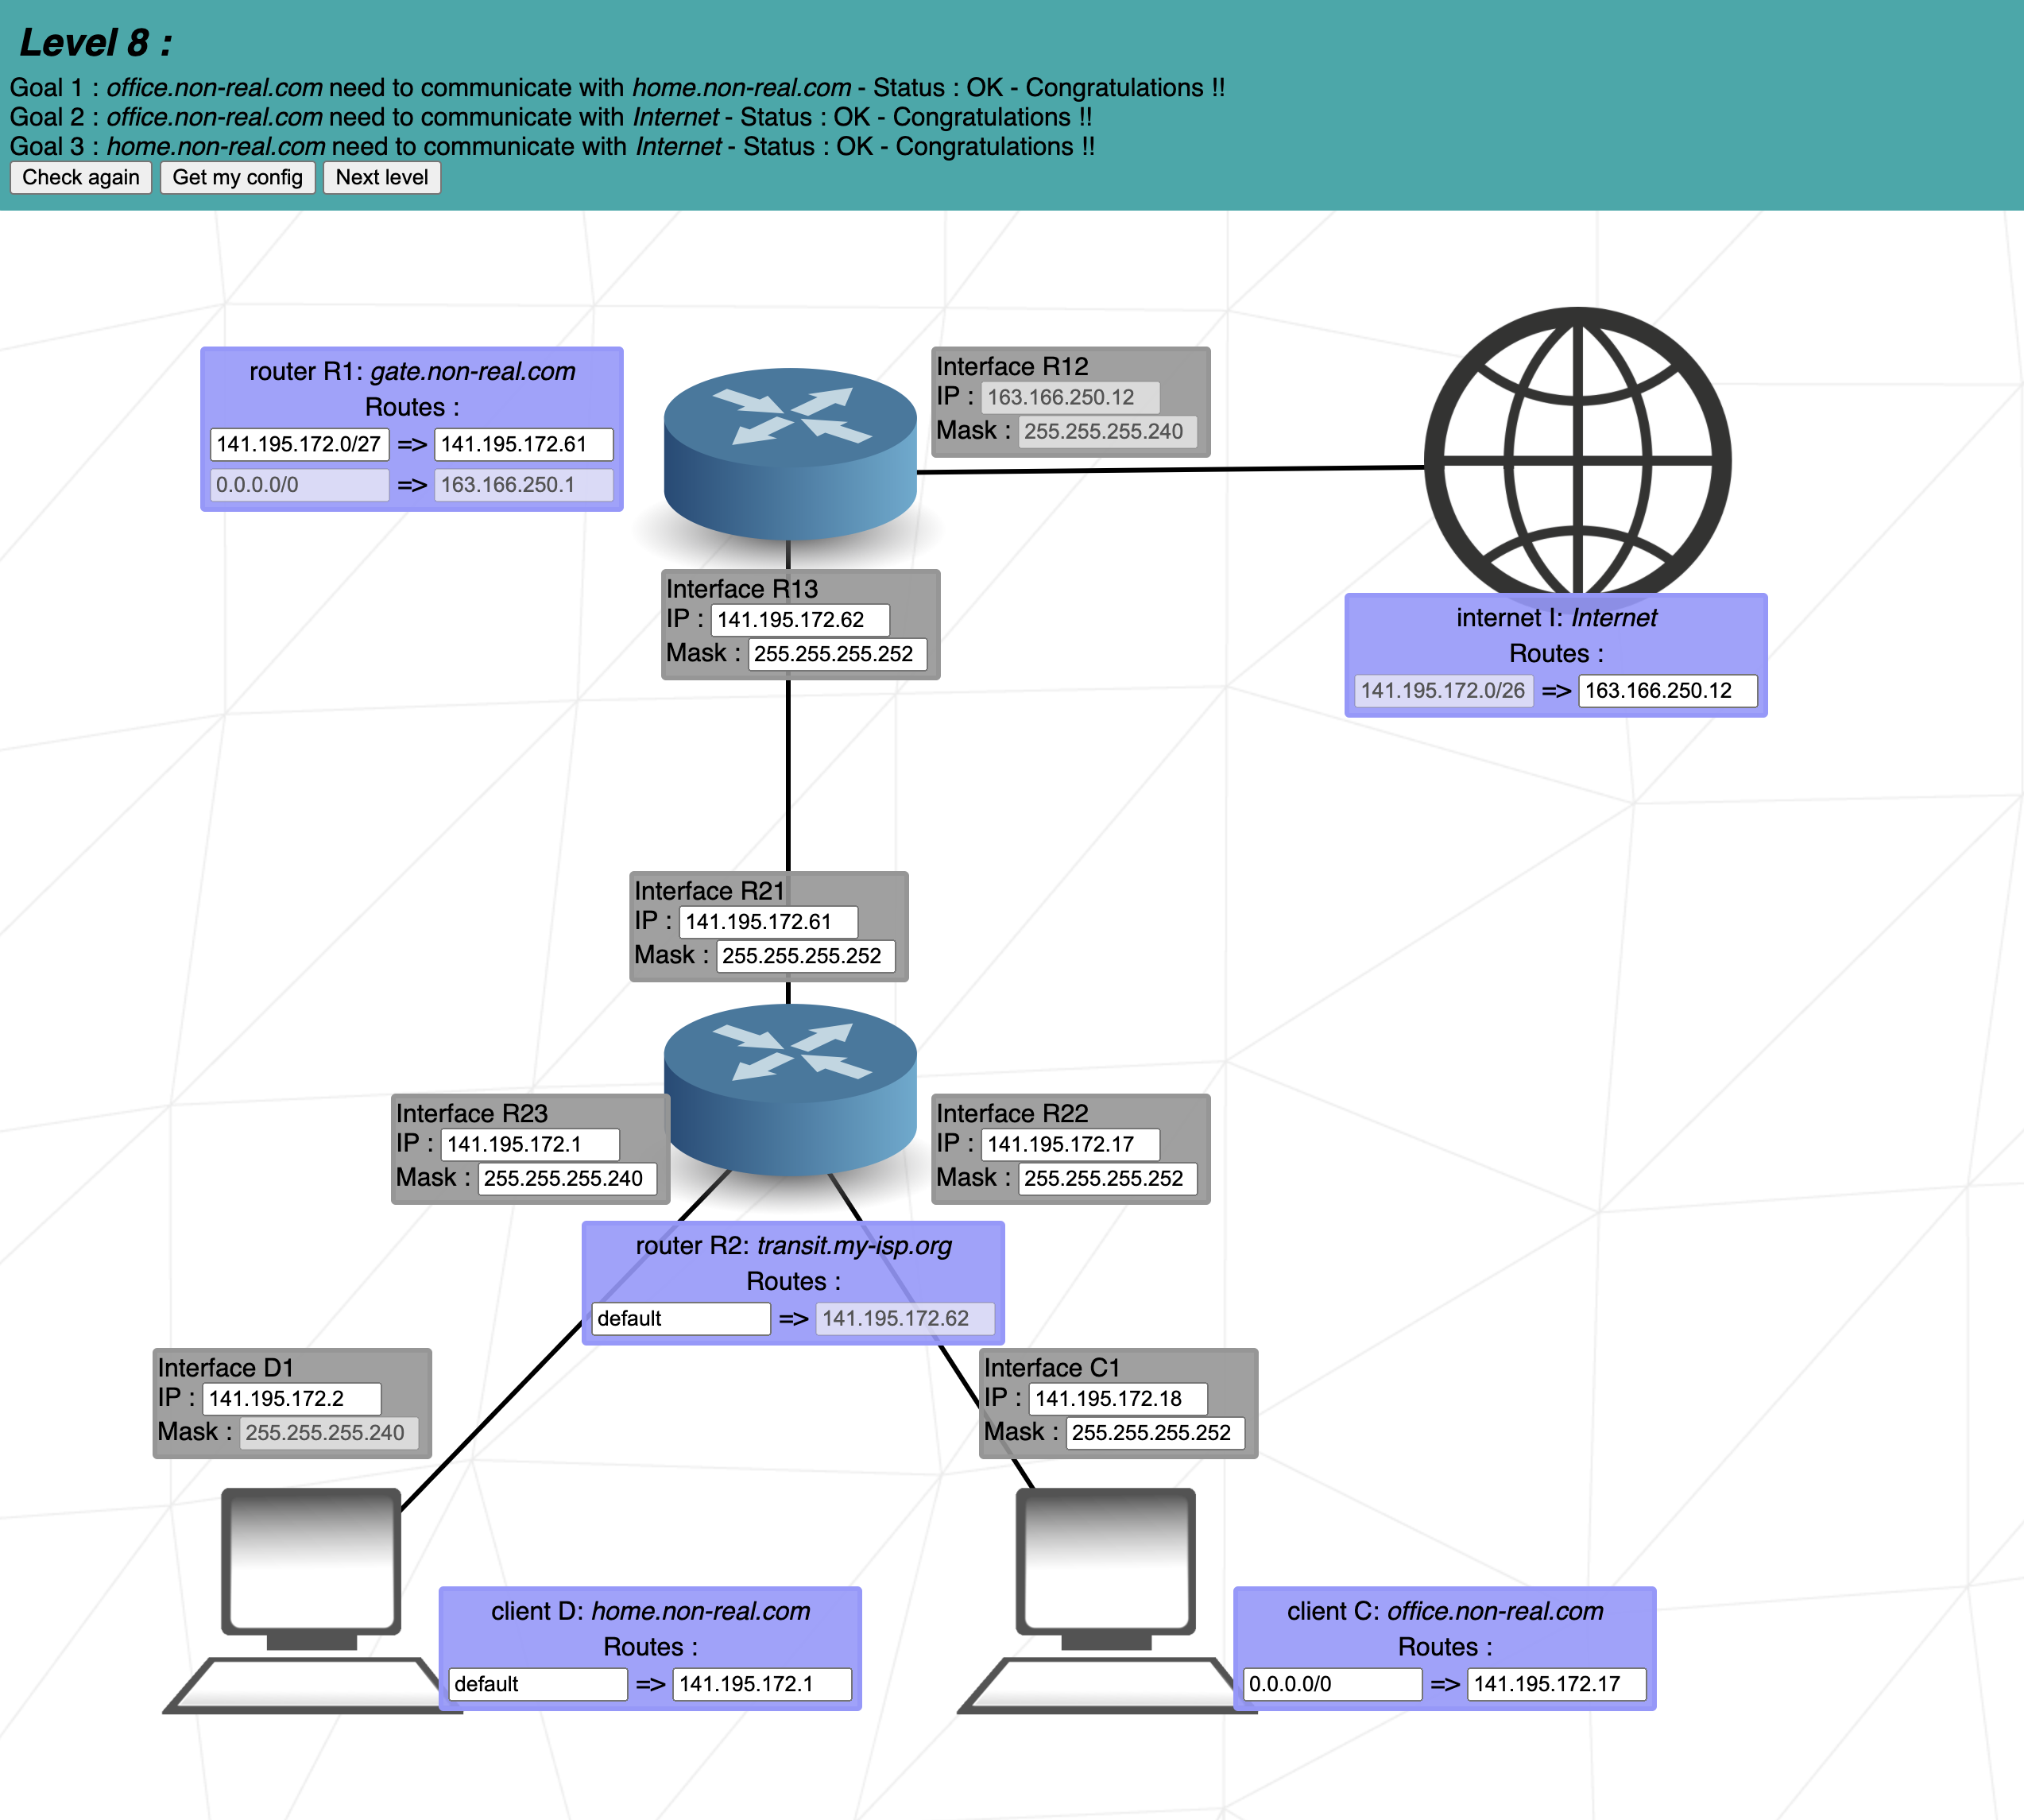 Level 8 :
Goal 1 : office.non-real.com need to communicate with home.non-real.com - Status : OK - Congratulations !!
Goal 2 : office.non-real.com need to communicate with Internet - Status : OK - Congratulations !!
Goal 3 : home.non-real.com need to communicate with Internet - Status : OK - Congratulations !!
Check again Get my config Next level
router R1: gate.non-real.com
Routes :
141.195.172.0/27 => 141.195.172.61
0.0.0.0/0 => 163.166.250.1
Interface R12
IP : 163.166.250.12
Mask : 255.255.255.240
Interface R13
IP : 141.195.172.62
Mask : 255.255.255.252
internet I: Internet
Routes :
141.195.172.0/26 => 163.166.250.12
Interface R21
IP : 141.195.172.61
Mask : 255.255.255.252
Interface R23
IP : 141.195.172.1
Mask : 255.255.255.240
Interface R22
IP : 141.195.172.17
Mask : 255.255.255.252
router R2: transit.my-isp.org
Routes :
default => 141.195.172.62
Interface D1
IP : 141.195.172.2
Mask : 255.255.255.240
Interface C1
IP : 141.195.172.18
Mask : 255.255.255.252
client D: home.non-real.com
Routes :
default => 141.195.172.1
client C: office.non-real.com
Routes :
0.0.0.0/0 => 141.195.172.17